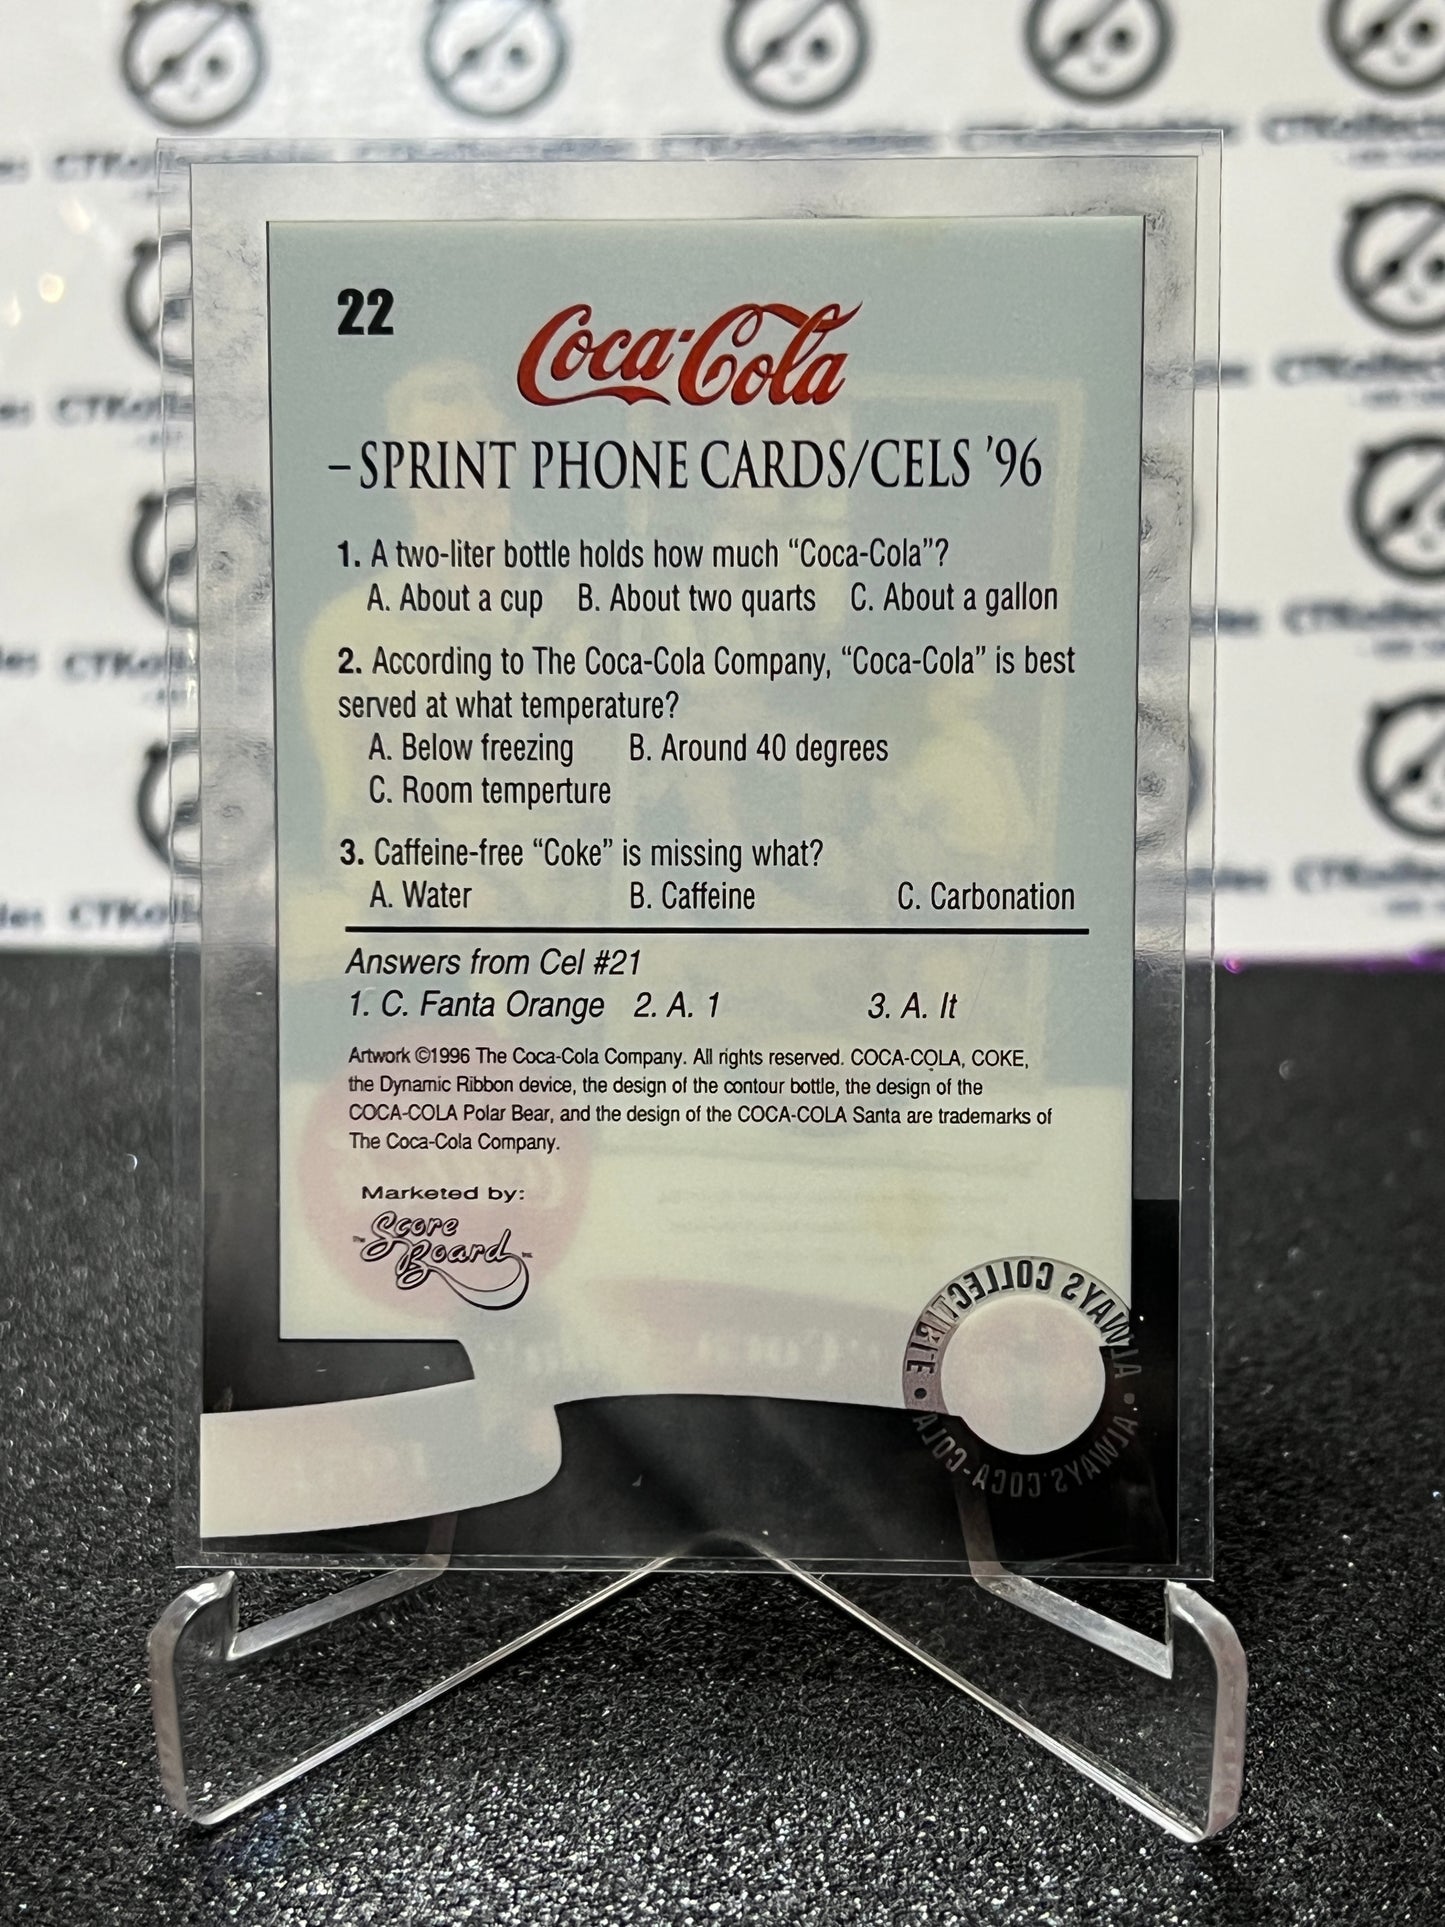 22
Coca-Cola
–SPRINT PHONE CARDS/CELS ’96
1. A two-liter bottle holds how much “Coca-Cola”?
A. About a cup B. About two quarts C. About a gallon
2. According to The Coca-Cola Company, “Coca-Cola” is best
served at what temperature?
A. Below freezing B. Around 40 degrees
C. Room temperture
3. Caffeine-free “Coke” is missing what?
A. Water B. Caffeine C. Carbonation
Answers from Cel #21
1. C. Fanta Orange 2. A. 1 3. A. It
Artwork ©1996 The Coca-Cola Company. All rights reserved. COCA-COLA, COKE,
the Dynamic Ribbon device, the design of the contour bottle, the design of the
COCA-COLA Polar Bear, and the design of the COCA-COLA Santa are trademarks of
The Coca-Cola Company.
Marketed by:
The Score Board Inc.
ALWAYS COLLECTIBLE • ALWAYS COCA-COLA •